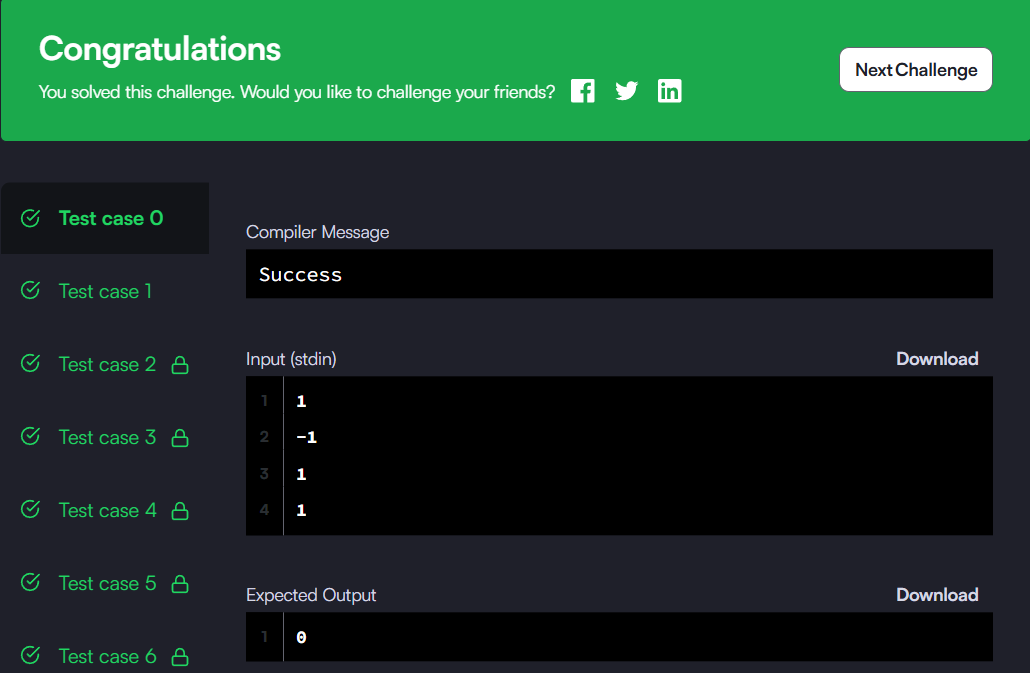 Congratulations
You solved this challenge. Would you like to challenge your friends?
Next Challenge
Test case 0
Test case 1
Test case 2
Test case 3
Test case 4
Test case 5
Test case 6
Compiler Message
Success
Input (stdin)
Download
1 1
2 -1
3 1
4 1
Expected Output
Download
1 0